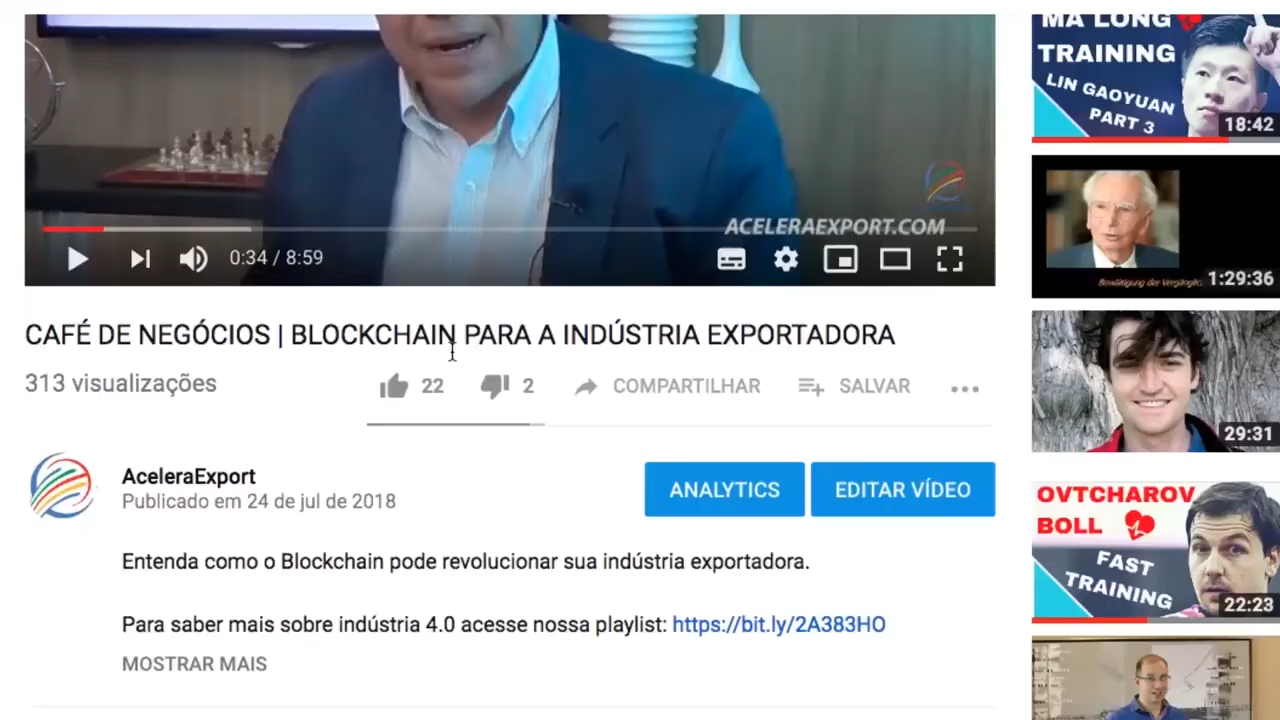 ACELERAEXPORT.COM
0:34 / 8:59
CAFÉ DE NEGÓCIOS | BLOCKCHAIN PARA A INDÚSTRIA EXPORTADORA
313 visualizações
22
2
COMPARTILHAR
SALVAR
AceleraExport
Publicado em 24 de jul de 2018
ANALYTICS
EDITAR VÍDEO
Entenda como o Blockchain pode revolucionar sua indústria exportadora.
Para saber mais sobre indústria 4.0 acesse nossa playlist: https://bit.ly/2A383HO
MOSTRAR MAIS
MA LONG
TRAINING
LIN GAOYUAN
PART 3
18:42
1:29:36
29:31
OVTCHAROV
BOLL
FAST
TRAINING
22:23